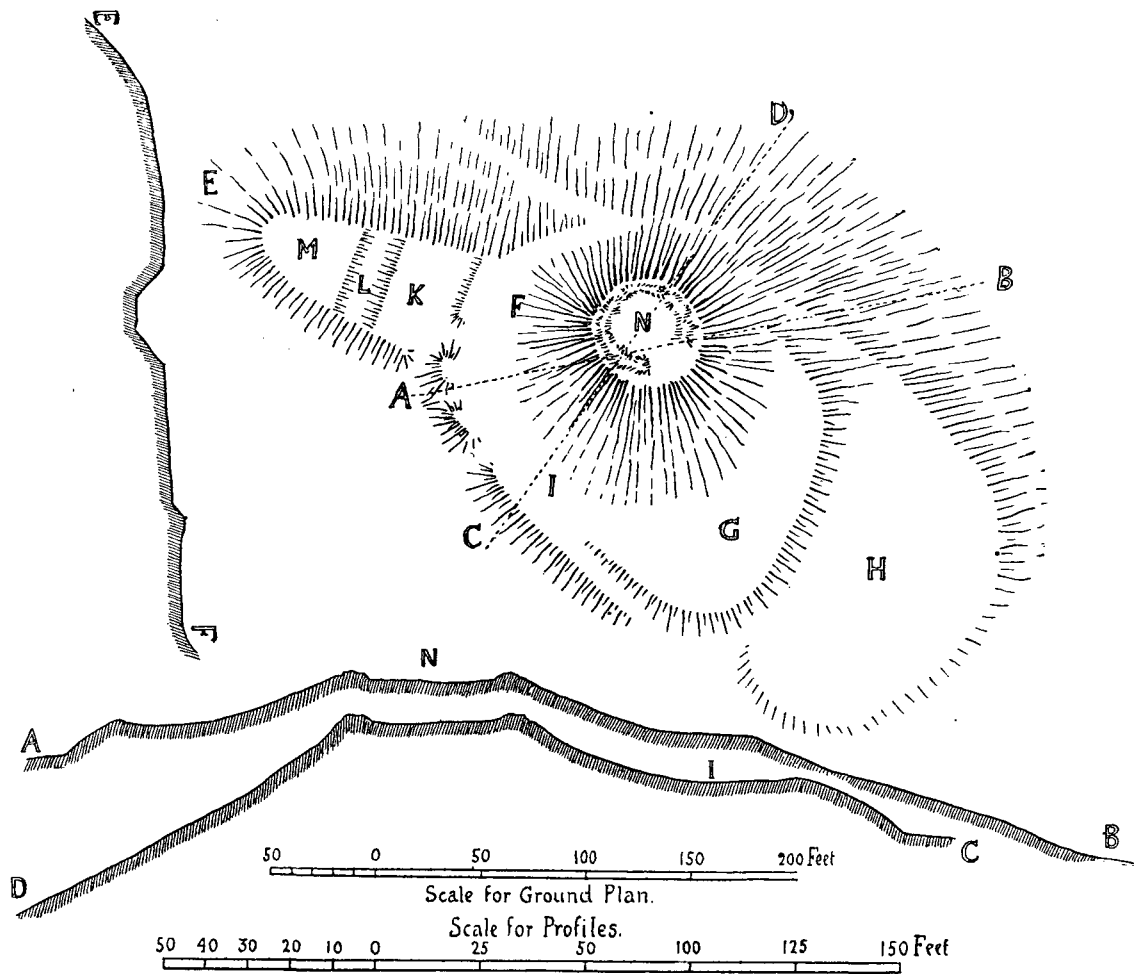 E
D,
E
B
M
L
K
F
N
A
I
C
G
H
F
N
A
I
B
C
D
50 0 50 100 150 200 Feet
Scale for Ground Plan.
Scale for Profiles.
50 40 30 20 10 0 25 50 100 125 150 Feet